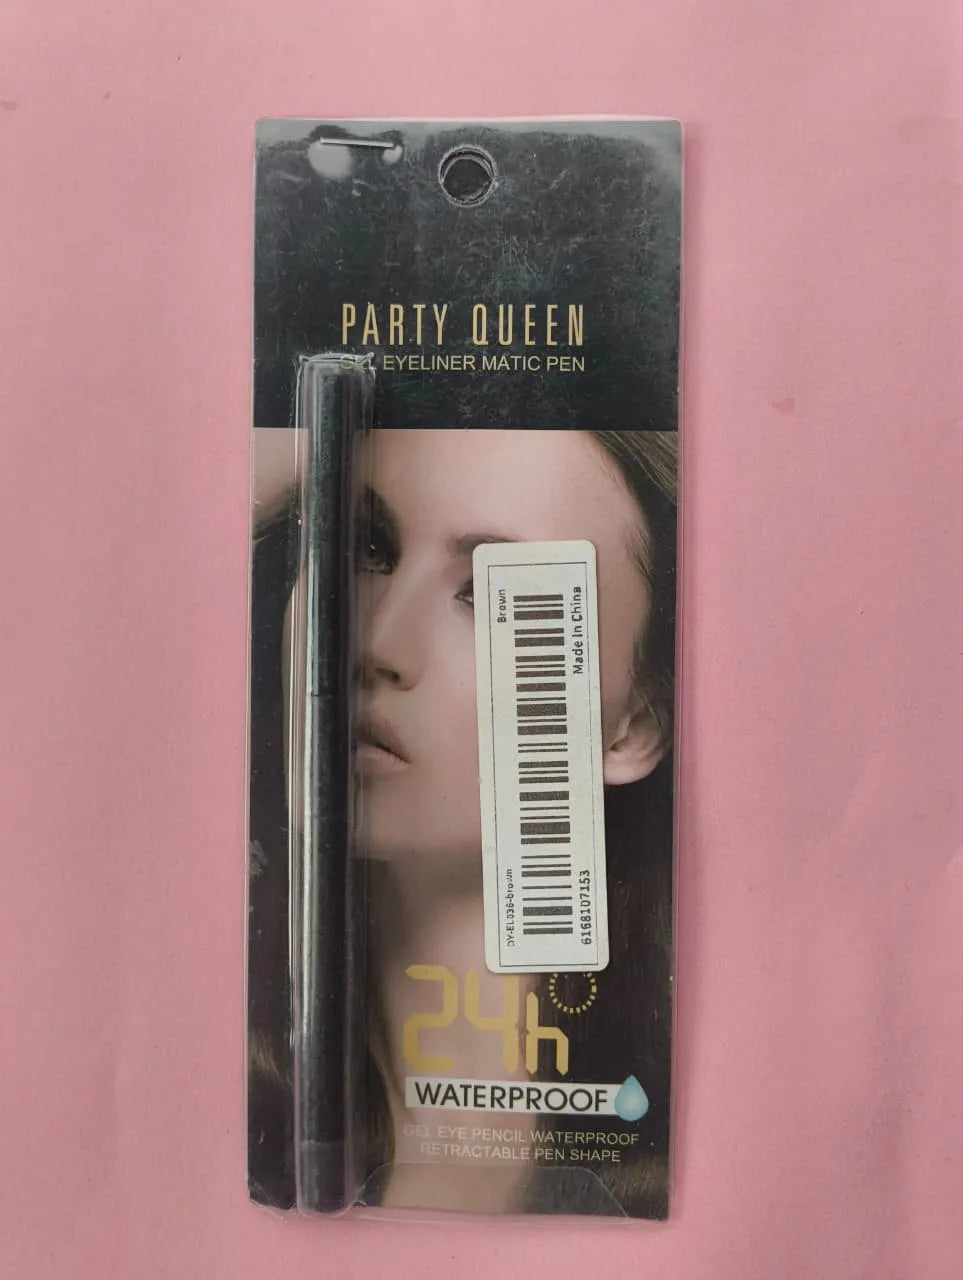 PARTY QUEEN
GEL EYELINER MATIC PEN
Brown
Made In China
DY-EL036-brown
6168107153
24h
WATERPROOF
GEL EYE PENCIL WATERPROOF
RETRACTABLE PEN SHAPE